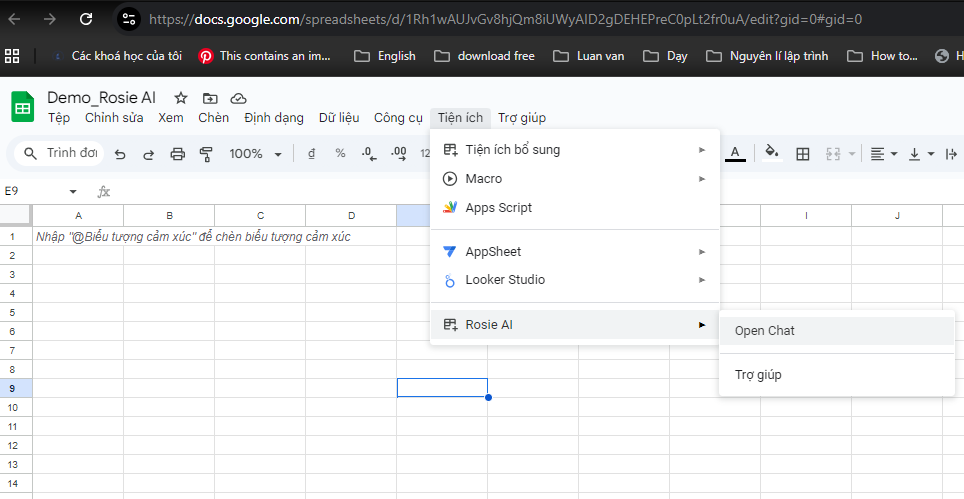 https://docs.google.com/spreadsheets/d/1Rh1wAUJvGv8hjQm8iUWyAID2gDEHEPreC0pLt2fr0uA/edit?gid=0#gid=0
Các khoá học của tôi This contains an im... English download free Luan van Dạy Nguyên lí lập trình How to... H
Demo_Rosie AI
Tệp Chỉnh sửa Xem Chèn Định dạng Dữ liệu Công cụ Tiện ích Trợ giúp
Trình đơn 100% đ % .0 .00 12 A
Tiện ích bổ sung
Macro
Apps Script
AppSheet
Looker Studio
Rosie AI
Open Chat
Trợ giúp
E9 fx
A B C D I J
1 Nhập "@Biểu tượng cảm xúc" để chèn biểu tượng cảm xúc
2
3
4
5
6
7
8
9
10
11
12
13
14